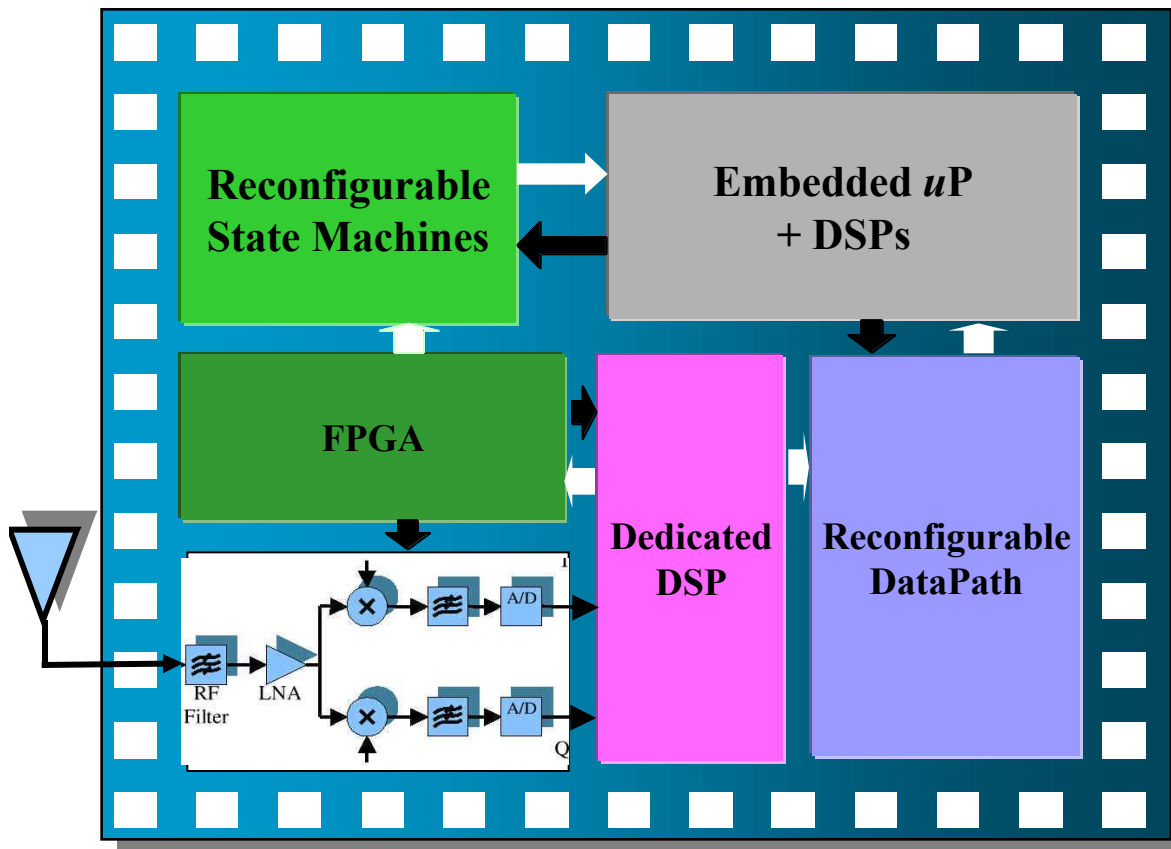 Reconfigurable
State Machines
Embedded uP
+ DSPs
FPGA
Dedicated
DSP
Reconfigurable
DataPath
A/D
RF
Filter
LNA
A/D
Q